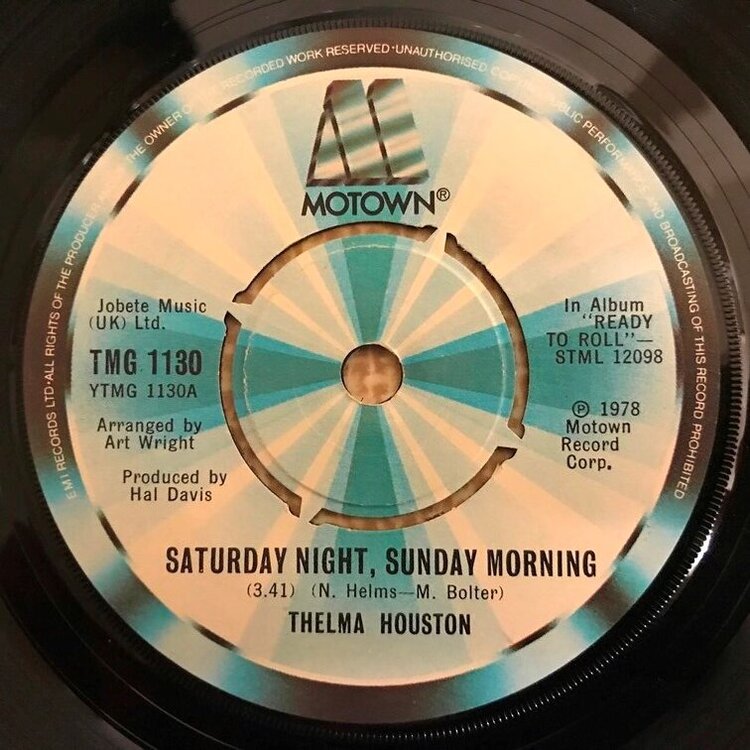 MOTOWN®
Jobete Music
(UK) Ltd.
TMG 1130
YTMG 1130A
Arranged by
Art Wright
Produced by
Hal Davis
In Album
"READY
TO ROLL"—
STML 12098
℗ 1978
Motown
Record
Corp.
SATURDAY NIGHT, SUNDAY MORNING
(3.41) (N. Helms—M. Bolter)
THELMA HOUSTON
EMI RECORDS LTD·ALL RIGHTS OF THE PRODUCER AND THE OWNER OF THE RECORDED WORK RESERVED·UNAUTHORISED COPYING PUBLIC PERFORMANCE AND BROADCASTING OF THIS RECORD PROHIBITED